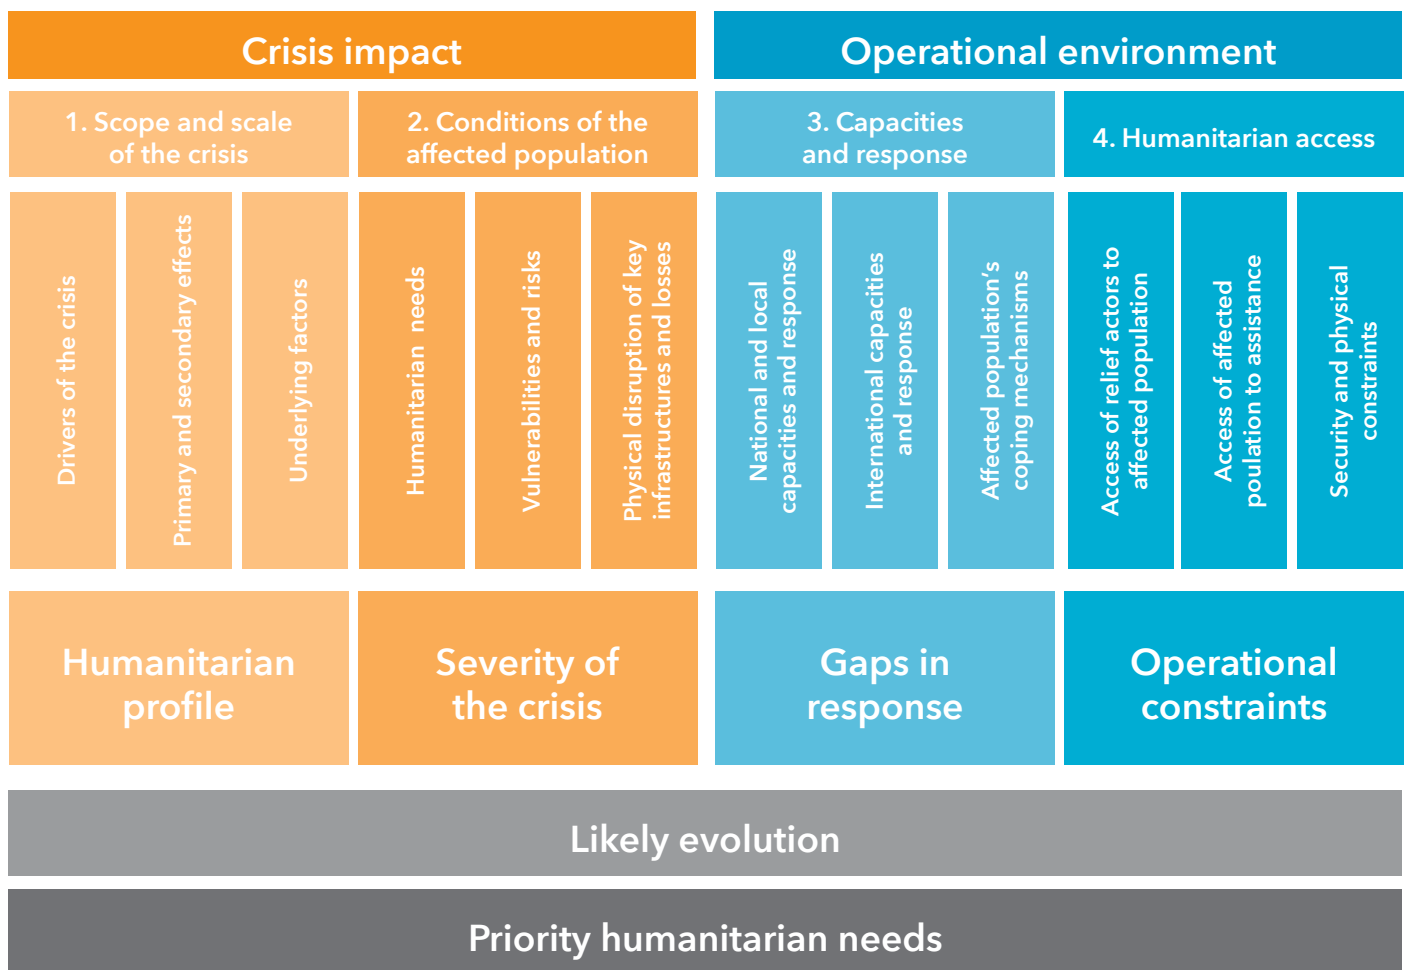 Crisis impact
Operational environment
1. Scope and scale
of the crisis
2. Conditions of the
affected population
3. Capacities
and response
4. Humanitarian access
Drivers of the crisis
Primary and secondary effects
Underlying factors
Humanitarian needs
Vulnerabilities and risks
Physical disruption of key
infrastructures and losses
National and local
capacities and response
International capacities
and response
Affected population’s
coping mechanisms
Access of relief actors to
affected population
Access of affected
poulation to assistance
Security and physical
constraints
Humanitarian
profile
Severity of
the crisis
Gaps in
response
Operational
constraints
Likely evolution
Priority humanitarian needs